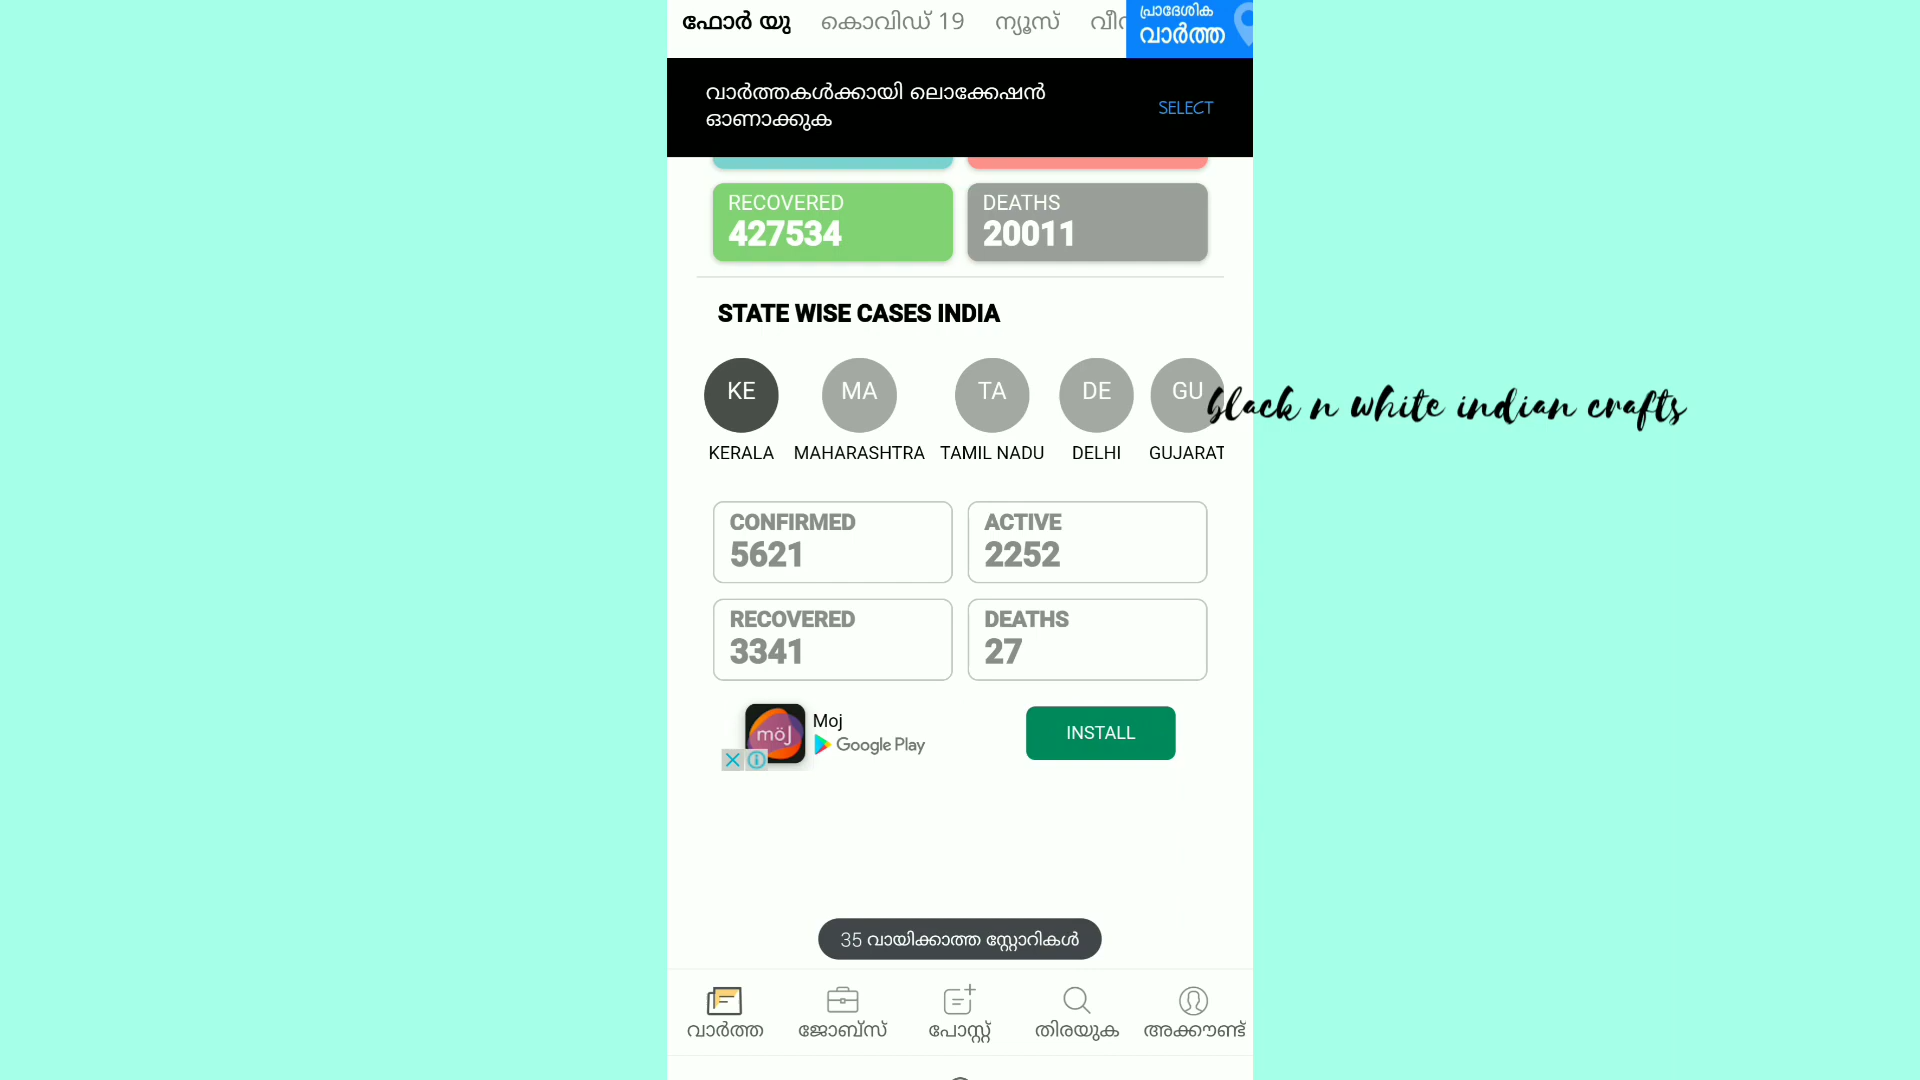 ഫോർ യു കൊവിഡ് 19 ന്യൂസ്
പ്രാദേശിക
വാർത്ത
വാർത്തകൾക്കായി ലൊക്കേഷൻ
ഓണാക്കുക
SELECT
RECOVERED
427534
DEATHS
20011
STATE WISE CASES INDIA
KE MA TA DE GU
KERALA MAHARASHTRA TAMIL NADU DELHI GUJARAT
black n white indian crafts
CONFIRMED
5621
ACTIVE
2252
RECOVERED
3341
DEATHS
27
möj
Moj
Google Play
INSTALL
35 വായിക്കാത്ത സ്റ്റോറികൾ
വാർത്ത ജോബ്സ് പോസ്റ്റ് തിരയുക അക്കൗണ്ട്